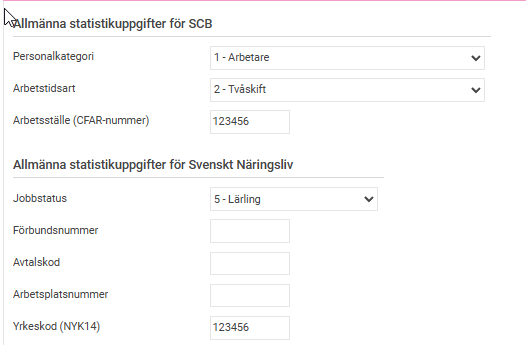 Allmänna statistikuppgifter för SCB
Personalkategori 1 - Arbetare
Arbetstidsart 2 - Tvåskift
Arbetsställe (CFAR-nummer) 123456
Allmänna statistikuppgifter för Svenskt Näringsliv
Jobbstatus 5 - Lärling
Förbundsnummer
Avtalskod
Arbetsplatsnummer
Yrkeskod (NYK14) 123456